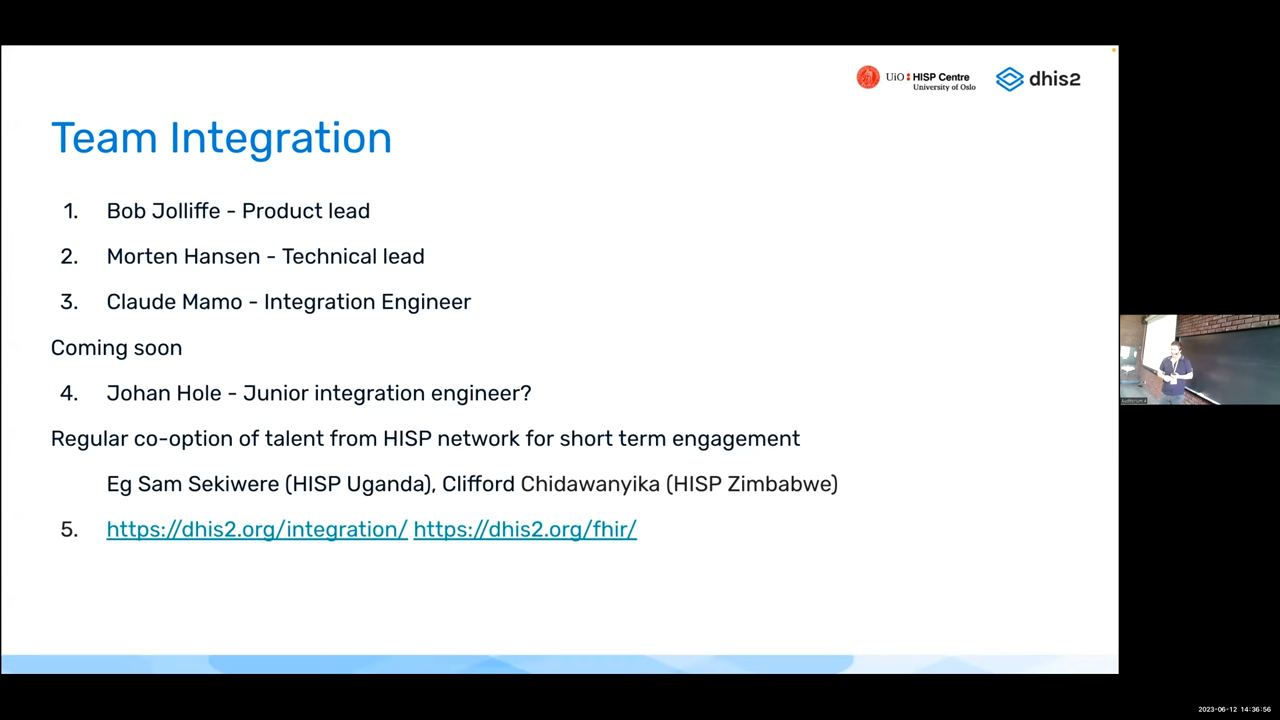 UiO HISP Centre
University of Oslo
dhis2
Team Integration
1. Bob Jolliffe - Product lead
2. Morten Hansen - Technical lead
3. Claude Mamo - Integration Engineer
Coming soon
4. Johan Hole - Junior integration engineer?
Regular co-option of talent from HISP network for short term engagement
Eg Sam Sekiwere (HISP Uganda), Clifford Chidawanyika (HISP Zimbabwe)
5. https://dhis2.org/integration/ https://dhis2.org/fhir/
Auditorium 4
2023-06-12 14:36:56